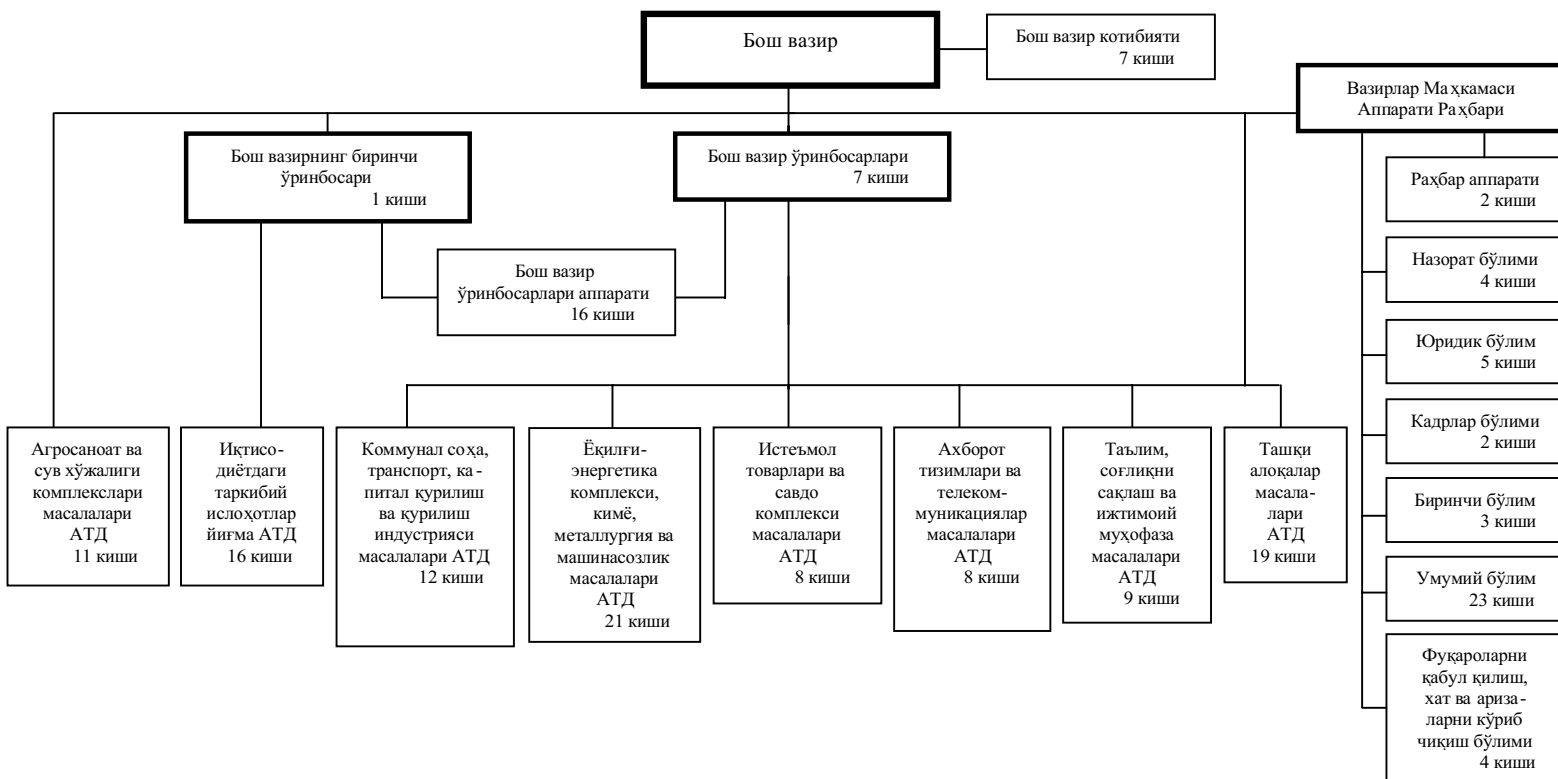 Бош вазир
Бош вазир котибияти
7 киши
Вазирлар Маҳкамаси
Аппарати Раҳбари
Бош вазирнинг биринчи
ўринбосари
1 киши
Бош вазир ўринбосарлари
7 киши
Раҳбар аппарати
2 киши
Бош вазир
ўринбосарлари аппарати
16 киши
Назорат бўлими
4 киши
Юридик бўлим
5 киши
Кадрлар бўлими
2 киши
Биринчи бўлим
3 киши
Умумий бўлим
23 киши
Фуқароларни
қабул қилиш,
хат ва ариза-
ларни кўриб
чиқиш бўлими
4 киши
Агросаноат ва
сув хўжалиги
комплекслари
масалалари
АТД
11 киши
Иқтисо-
диётдаги
таркибий
ислоҳотлар
йиғма АТД
16 киши
Коммунал соҳа,
транспорт, ка-
питал қурилиш
ва қурилиш
индустрияси
масалалари АТД
12 киши
Ёқилғи-
энергетика
комплекси,
кимё,
металлургия ва
машинасозлик
масалалари
АТД
21 киши
Истеъмол
товарлари ва
савдо
комплекси
масалалари
АТД
8 киши
Ахборот
тизимлари ва
телеком-
муникациялар
масалалари
АТД
8 киши
Таълим,
соғлиқни
сақлаш ва
ижтимоий
муҳофаза
масалалари
АТД
9 киши
Ташқи
алоқалар
масала-
лари
АТД
19 киши